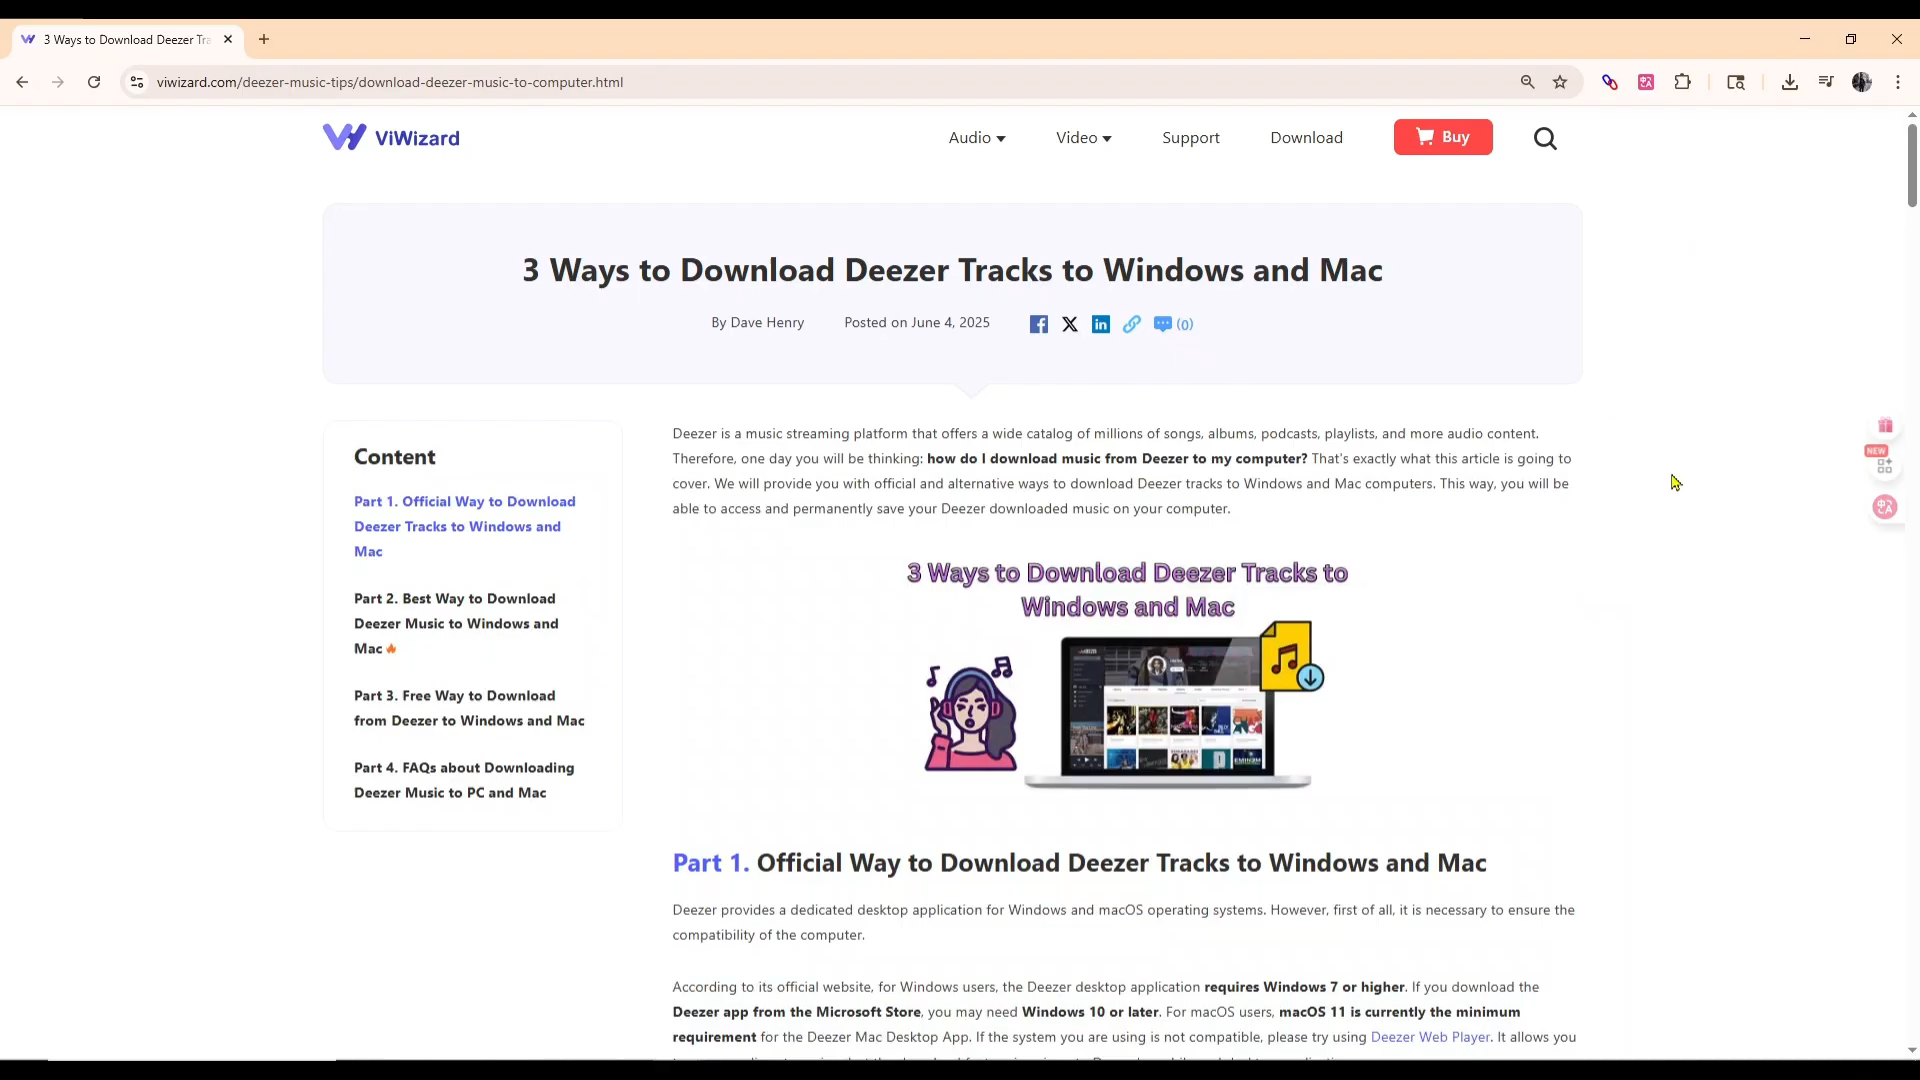 3 Ways to Download Deezer Tra
viwizard.com/deezer-music-tips/download-deezer-music-to-computer.html
ViWizard
Audio
Video
Support
Download
Buy
3 Ways to Download Deezer Tracks to Windows and Mac
By Dave Henry
Posted on June 4, 2025
(0)
Content
Part 1. Official Way to Download
Deezer Tracks to Windows and
Mac
Part 2. Best Way to Download
Deezer Music to Windows and
Mac
Part 3. Free Way to Download
from Deezer to Windows and Mac
Part 4. FAQs about Downloading
Deezer Music to PC and Mac
Deezer is a music streaming platform that offers a wide catalog of millions of songs, albums, podcasts, playlists, and more audio content.
Therefore, one day you will be thinking: how do I download music from Deezer to my computer? That's exactly what this article is going to
cover. We will provide you with official and alternative ways to download Deezer tracks to Windows and Mac computers. This way, you will be
able to access and permanently save your Deezer downloaded music on your computer.
3 Ways to Download Deezer Tracks to
Windows and Mac
Part 1. Official Way to Download Deezer Tracks to Windows and Mac
Deezer provides a dedicated desktop application for Windows and macOS operating systems. However, first of all, it is necessary to ensure the
compatibility of the computer.
According to its official website, for Windows users, the Deezer desktop application requires Windows 7 or higher. If you download the
Deezer app from the Microsoft Store, you may need Windows 10 or later. For macOS users, macOS 11 is currently the minimum
requirement for the Deezer Mac Desktop App. If the system you are using is not compatible, please try using Deezer Web Player. It allows you
NEW